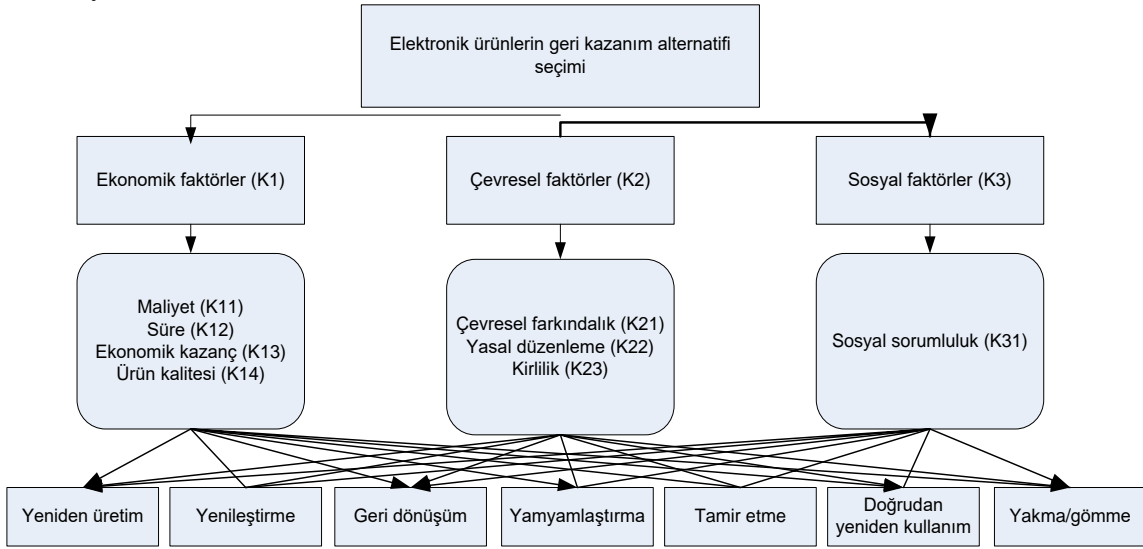 Elektronik ürünlerin geri kazanım alternatifi
seçimi
Ekonomik faktörler (K1)
Çevresel faktörler (K2)
Sosyal faktörler (K3)
Maliyet (K11)
Süre (K12)
Ekonomik kazanç (K13)
Ürün kalitesi (K14)
Çevresel farkındalık (K21)
Yasal düzenleme (K22)
Kirlilik (K23)
Sosyal sorumluluk (K31)
Yeniden üretim
Yenileştirme
Geri dönüşüm
Yamyamlaştırma
Tamir etme
Doğrudan
yeniden kullanım
Yakma/gömme